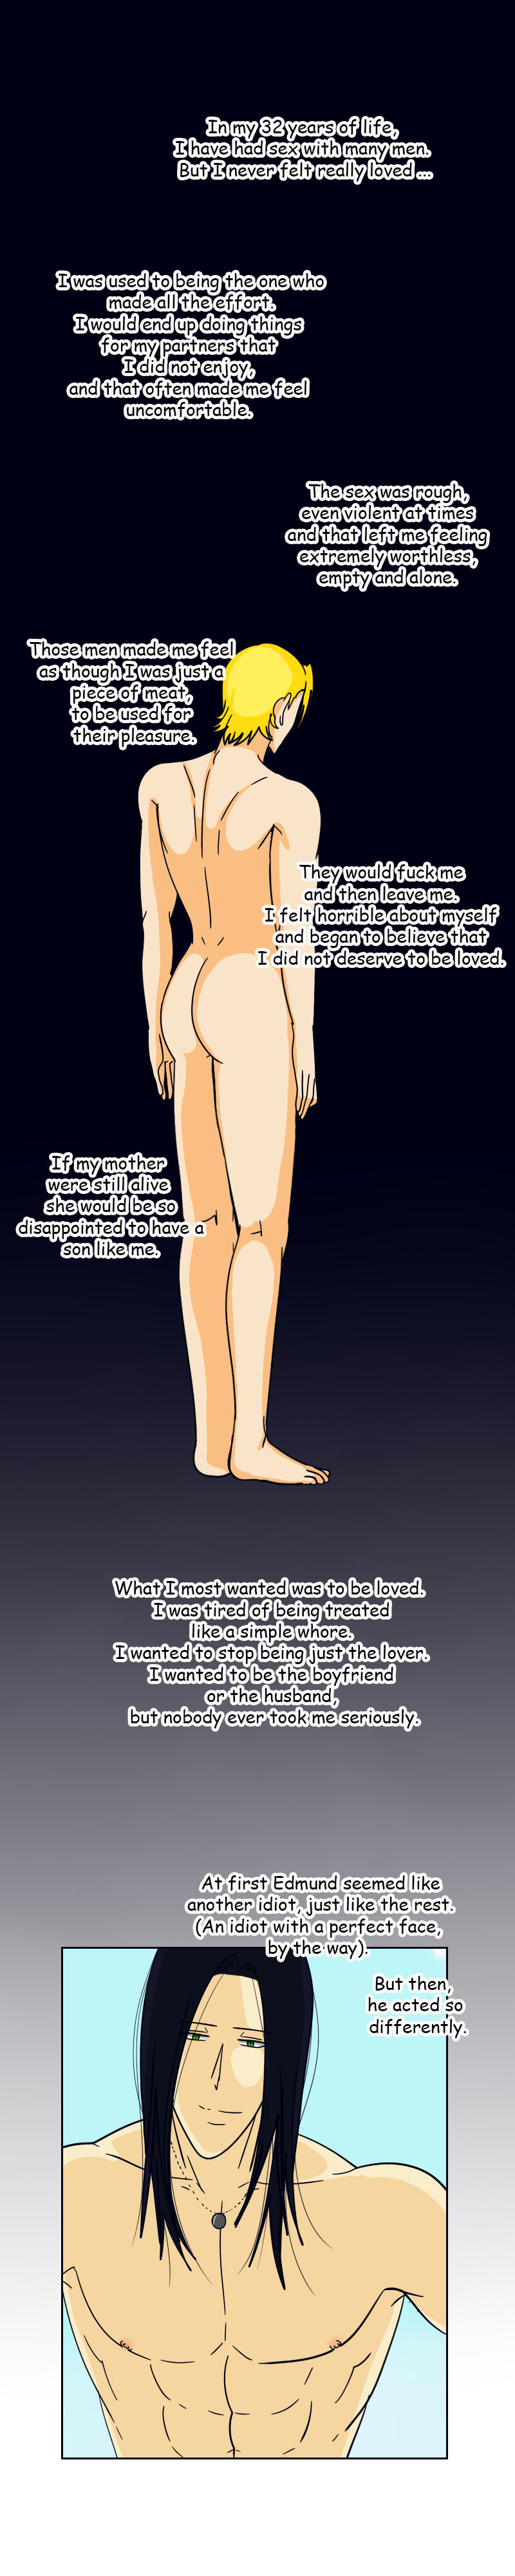 In my 32 years of life,
I have had sex with many men.
But I never felt really loved ...
I was used to being the one who
made all the effort.
I would end up doing things
for my partners that
I did not enjoy,
and that often made me feel
uncomfortable.
The sex was rough,
even violent at times
and that left me feeling
extremely worthless,
empty and alone.
Those men made me feel
as though I was just a
piece of meat,
to be used for
their pleasure.
They would fuck me
and then leave me.
I felt horrible about myself
and began to believe that
I did not deserve to be loved.
If my mother
were still alive
she would be so
disappointed to have a
son like me.
What I most wanted was to be loved.
I was tired of being treated
like a simple whore.
I wanted to stop being just the lover.
I wanted to be the boyfriend
or the husband,
but nobody ever took me seriously.
At first Edmund seemed like
another idiot, just like the rest.
(An idiot with a perfect face,
by the way).
But then,
he acted so
differently.